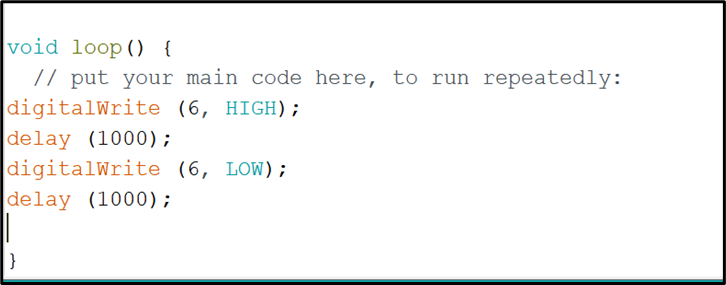 void loop() {
  // put your main code here, to run repeatedly:
digitalWrite (6, HIGH);
delay (1000);
digitalWrite (6, LOW);
delay (1000);
}